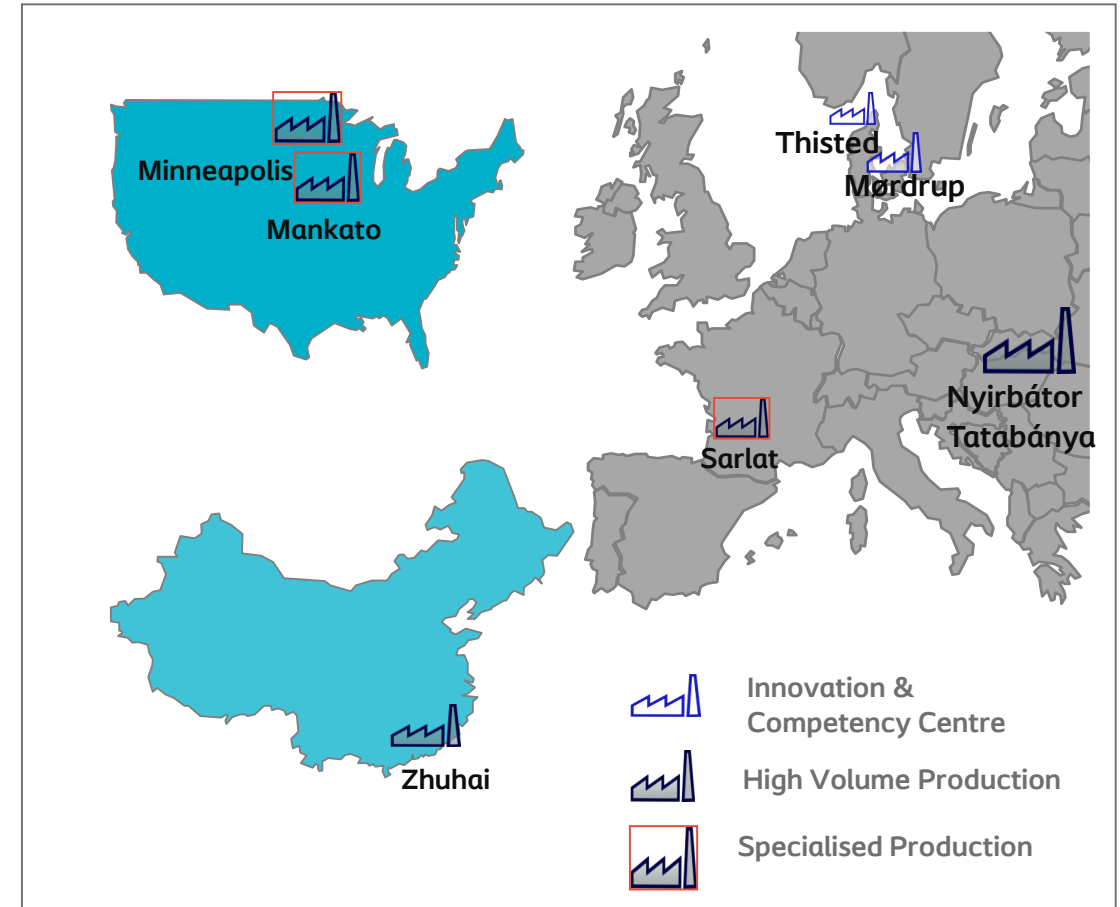 Minneapolis
Mankato
Thisted
Mørdrup
Nyirbátor
Tatabánya
Sarlat
Zhuhai
Innovation &
Competency Centre
High Volume Production
Specialised Production